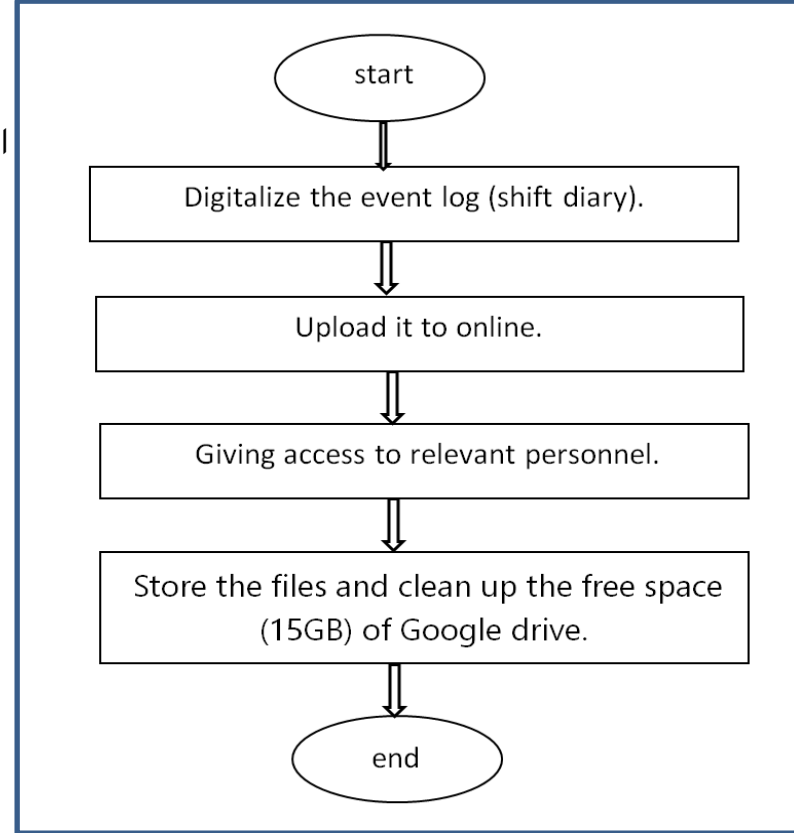 start
Digitalize the event log (shift diary).
Upload it to online.
Giving access to relevant personnel.
Store the files and clean up the free space
(15GB) of Google drive.
end